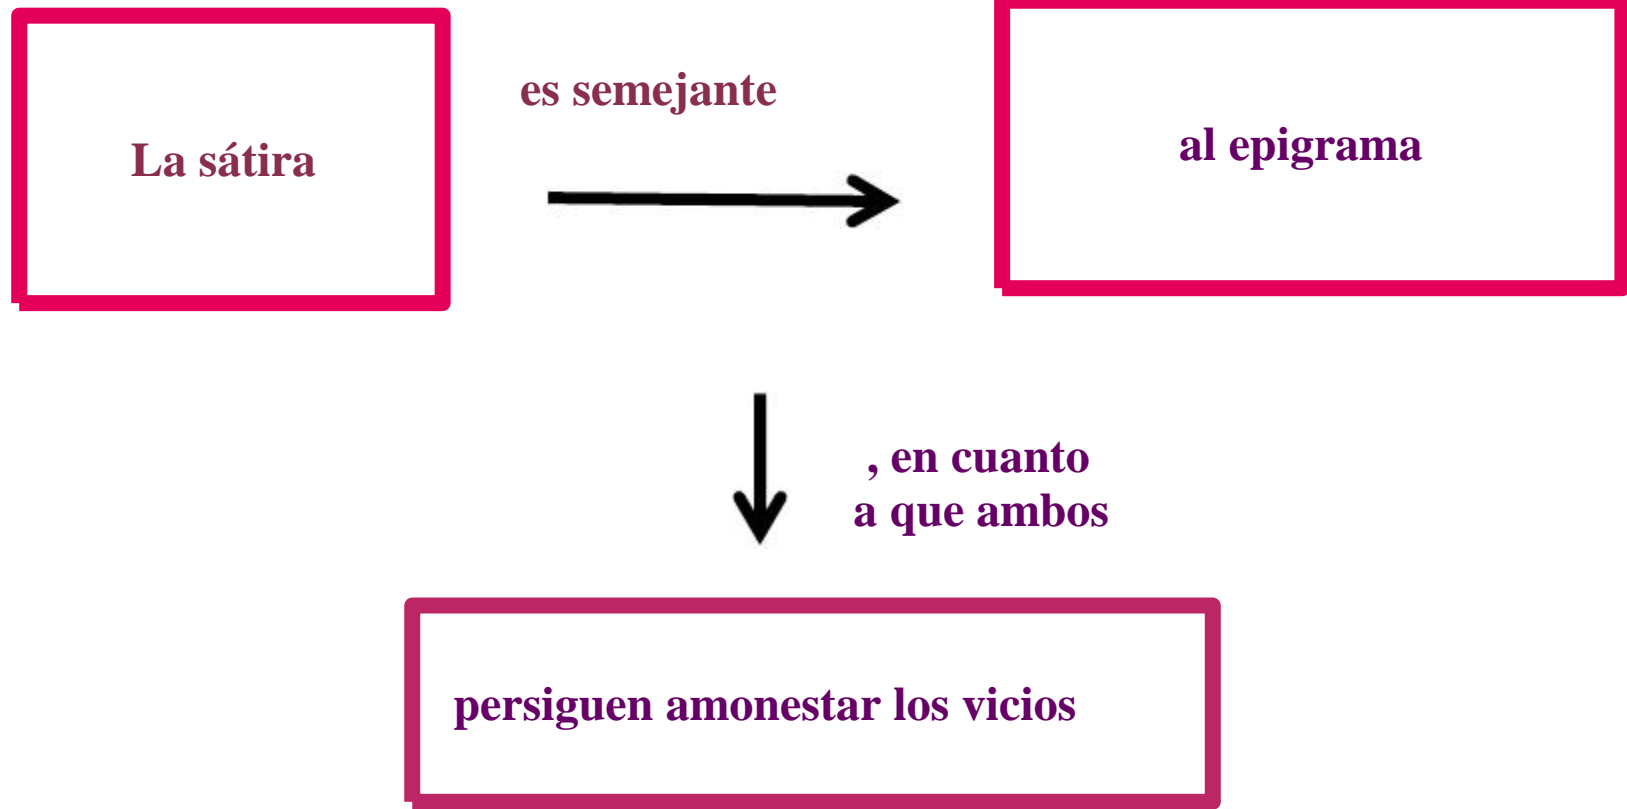 La sátira
es semejante
al epigrama
, en cuanto
a que ambos
persiguen amonestar los vicios